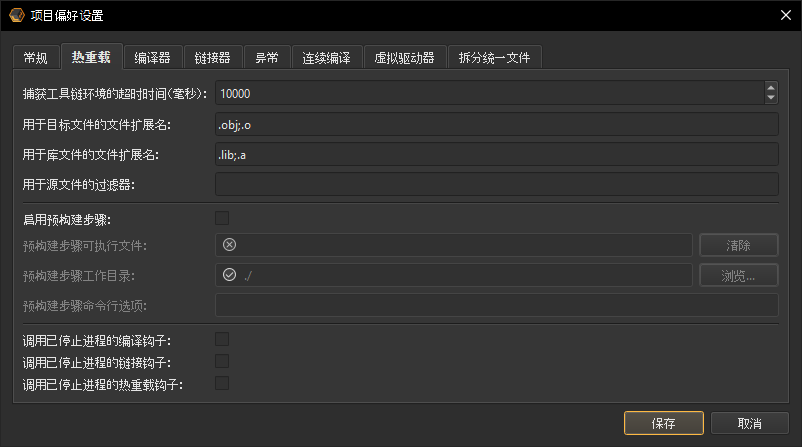 项目偏好设置
常规 热重载 编译器 链接器 异常 连续编译 虚拟驱动器 拆分统一文件
捕获工具链环境的超时时间(毫秒): 10000
用于目标文件的文件扩展名: .obj;.o
用于库文件的文件扩展名: .lib;.a
用于源文件的过滤器:
启用预构建步骤:
预构建步骤可执行文件: 清除
预构建步骤工作目录: ./ 浏览...
预构建步骤命令行选项:
调用已停止进程的编译钩子:
调用已停止进程的链接钩子:
调用已停止进程的热重载钩子:
保存 取消